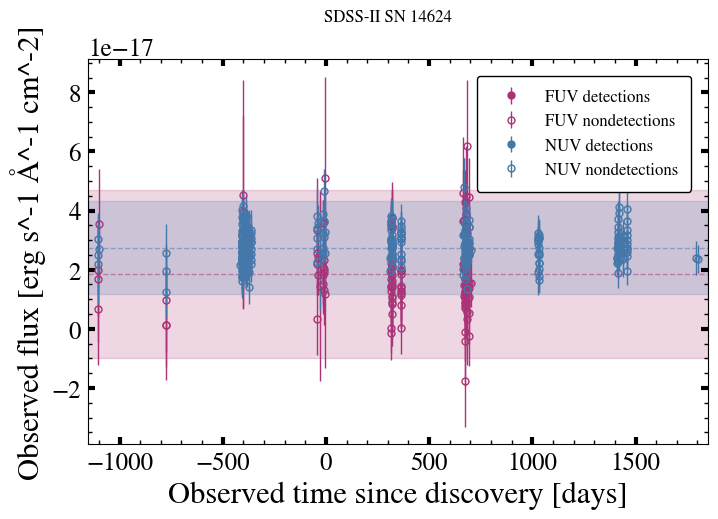 SDSS-II SN 14624
1e−17
FUV detections
FUV nondetections
NUV detections
NUV nondetections
8
6
4
2
0
−2
Observed flux [erg s^-1 Å^-1 cm^-2]
−1000 −500 0 500 1000 1500
Observed time since discovery [days]